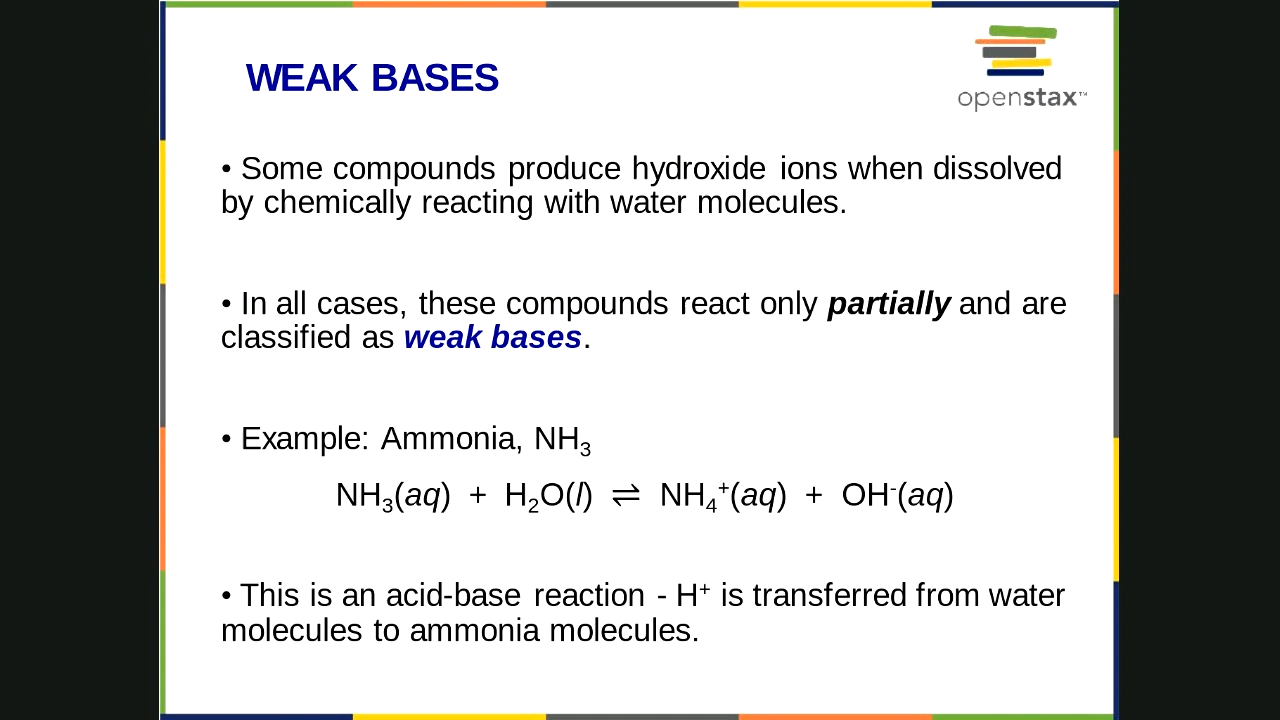 WEAK BASES
openstax™
• Some compounds produce hydroxide ions when dissolved
by chemically reacting with water molecules.
• In all cases, these compounds react only partially and are
classified as weak bases.
• Example: Ammonia, NH₃
NH₃(aq) + H₂O(l) ⇌ NH₄⁺(aq) + OH⁻(aq)
• This is an acid-base reaction - H⁺ is transferred from water
molecules to ammonia molecules.